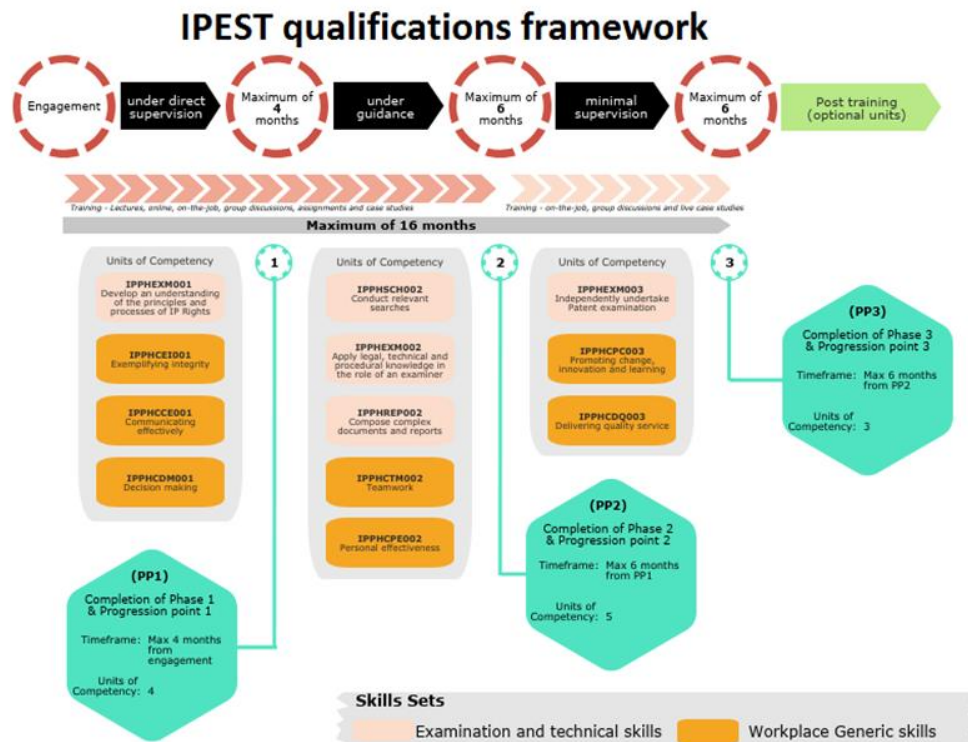 IPEST qualifications framework
Engagement
under direct
supervision
Maximum of
4
months
under
guidance
Maximum of
6
months
minimal
supervision
Maximum of
6
months
Post training
(optional units)
Training - Lectures, online, on-the-job, group discussions, assignments and case studies
Training - on-the-job, group discussions and live case studies
Maximum of 16 months
Units of Competency
IPPHEXM001
Develop an understanding
of the principles and
processes of IP Rights
IPPHCEI001
Exemplifying integrity
IPPHCCE001
Communicating
effectively
IPPHCDM001
Decision making
1
(PP1)
Completion of Phase 1
& Progression point 1
Timeframe: Max 4 months
from
engagement
Units of
Competency: 4
Units of Competency
IPPHSCH002
Conduct relevant
searches
IPPHEXM002
Apply legal, technical and
procedural knowledge in
the role of an examiner
IPPHREP002
Compose complex
documents and reports
IPPHCTM002
Teamwork
IPPHCPE002
Personal effectiveness
2
(PP2)
Completion of Phase 2
& Progression point 2
Timeframe: Max 6 months
from PP1
Units of
Competency: 5
Units of Competency
IPPHEXM003
Independently undertake
Patent examination
IPPHCPC003
Promoting change,
innovation and learning
IPPHCDQ003
Delivering quality service
3
(PP3)
Completion of Phase 3
& Progression point 3
Timeframe: Max 6 months
from PP2
Units of
Competency: 3
Skills Sets
Examination and technical skills
Workplace Generic skills